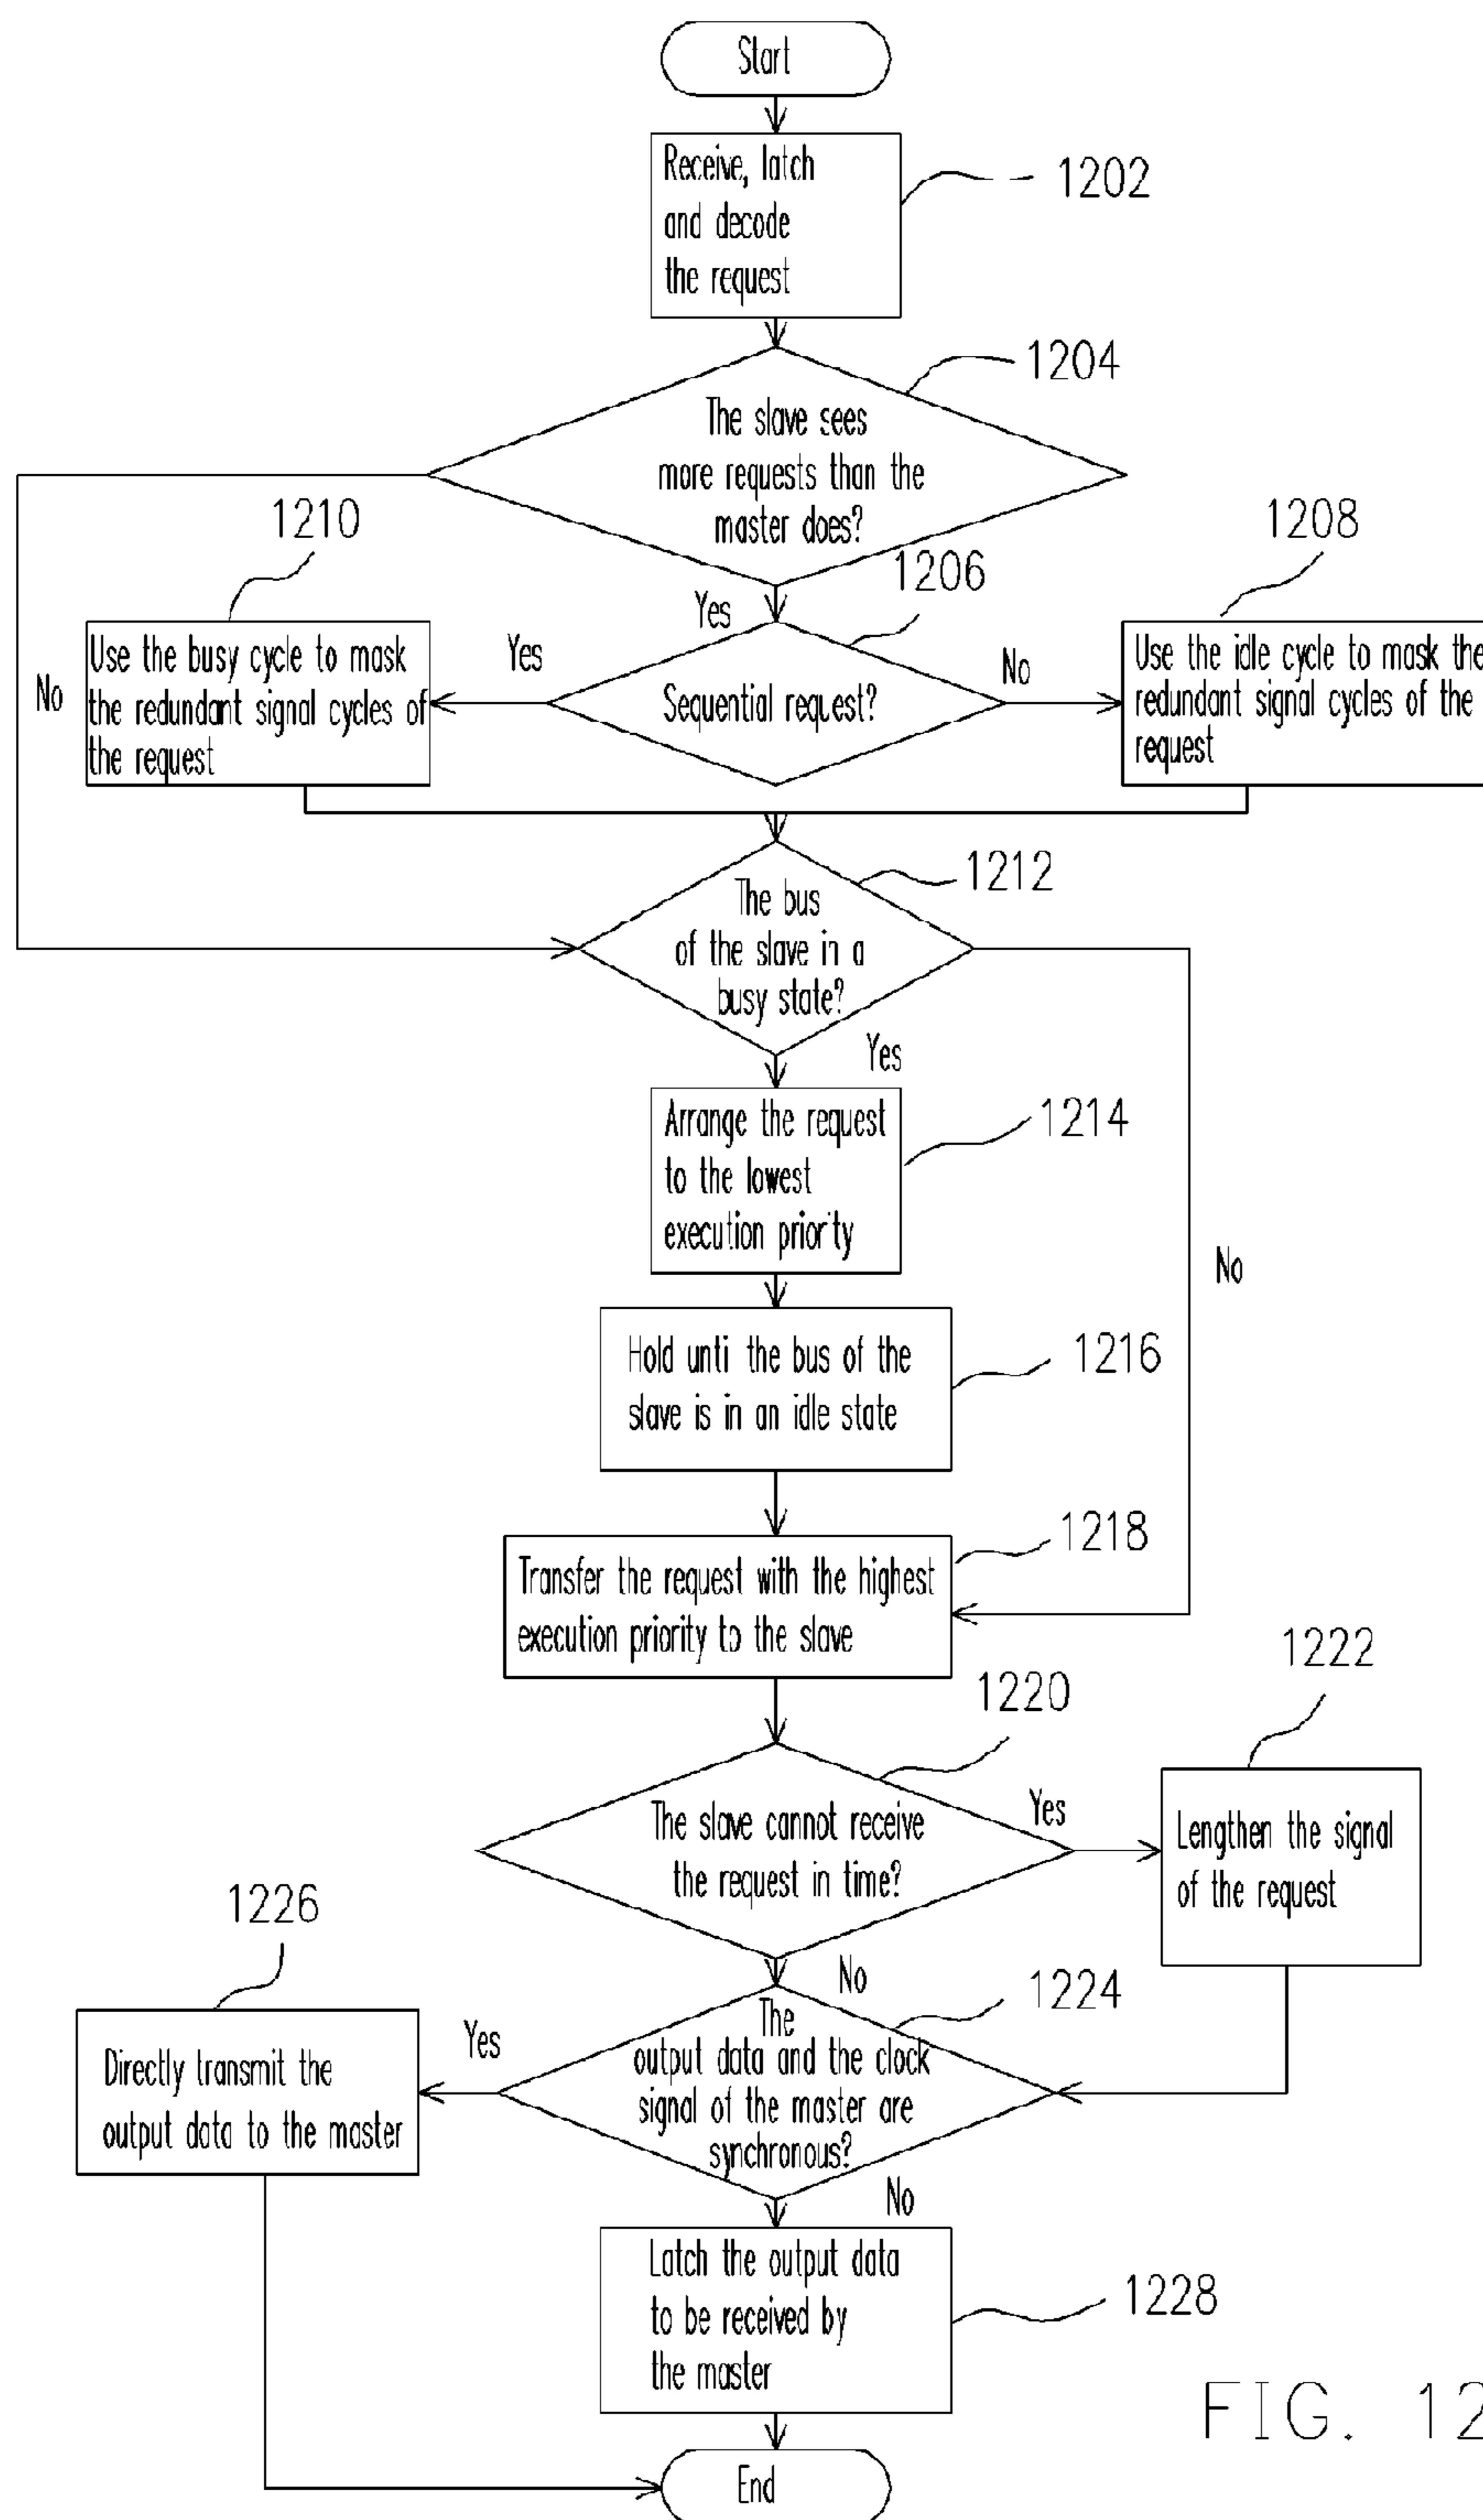 Start
Receive, latch
and decode
the request
1202
1204
The slave sees
more requests than the
master does?
1210
1208
1206
Yes
No
Use the busy cycle to mask
the redundant signal cycles of
the request
Yes
Sequential request?
No
Use the idle cycle to mask the
redundant signal cycles of the
request
1212
The bus
of the slave in a
busy state?
Yes
Arrange the request
to the lowest
execution priority
1214
No
Hold until the bus of the
slave is in an idle state
1216
1218
Transfer the request with the highest
execution priority to the slave
1220
1222
The slave cannot receive
the request in time?
Yes
Lengthen the signal
of the request
1226
No
1224
The
output data and the clock
signal of the master are
synchronous?
Yes
Directly transmit the
output data to the master
No
Latch the output data
to be received by
the master
1228
FIG. 12
End